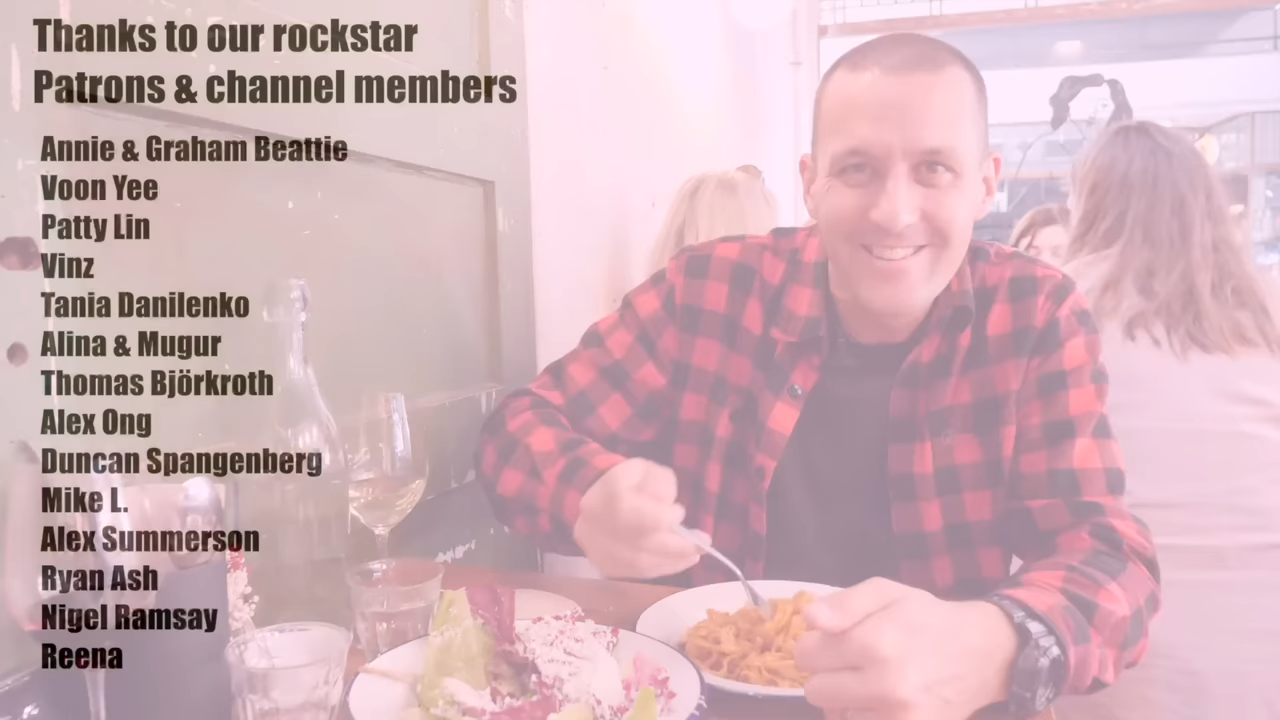 Thanks to our rockstar
Patrons & channel members
Annie & Graham Beattie
Voon Yee
Patty Lin
Vinz
Tania Danilenko
Alina & Mugur
Thomas Björkroth
Alex Ong
Duncan Spangenberg
Mike L.
Alex Summerson
Ryan Ash
Nigel Ramsay
Reena